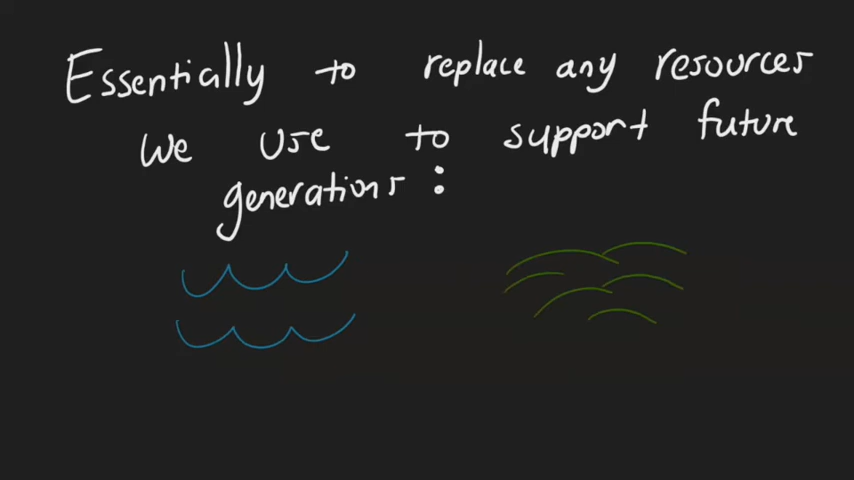 Essentially to replace any resources
we use to support future
generations :